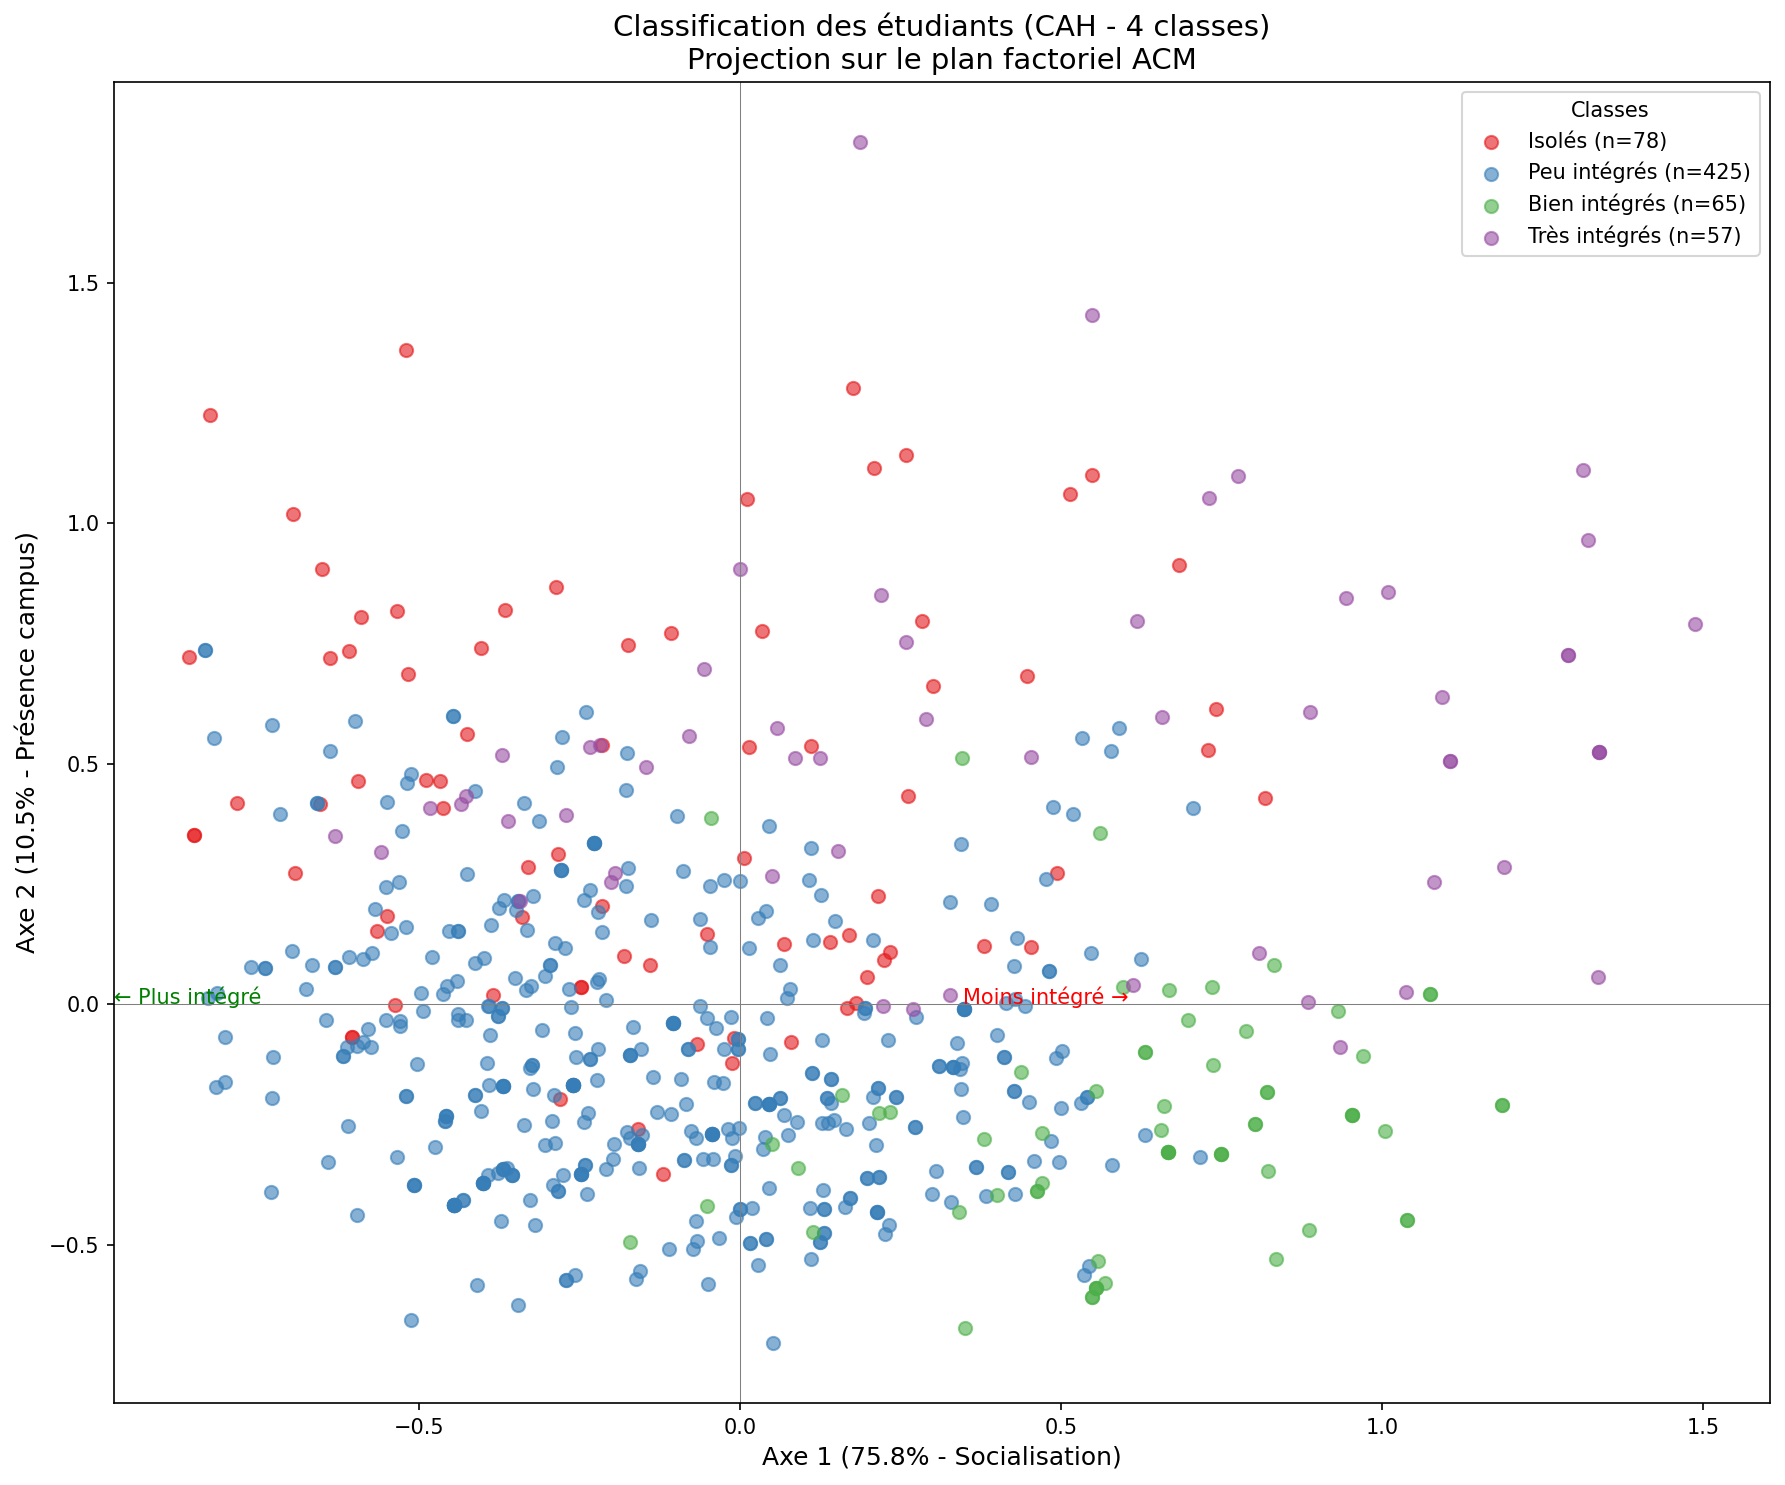 Classification des étudiants (CAH - 4 classes)
Projection sur le plan factoriel ACM
Classes
Isolés (n=78)
Peu intégrés (n=425)
Bien intégrés (n=65)
Très intégrés (n=57)
Axe 2 (10.5% - Présence campus)
1.5
1.0
0.5
0.0
−0.5
← Plus intégré
Moins intégré →
−0.5
0.0
0.5
1.0
1.5
Axe 1 (75.8% - Socialisation)